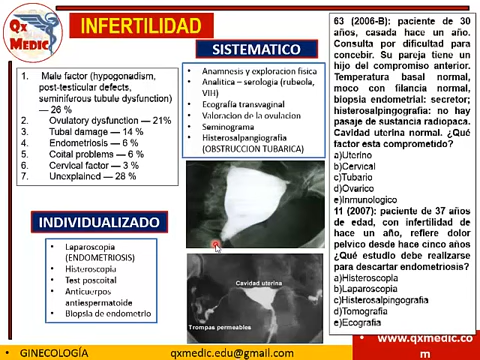 Qx
MEDIC
INFERTILIDAD
1. Male factor (hypogonadism,
post-testicular defects,
seminiferous tubule dysfunction)
— 26 %
2. Ovulatory dysfunction — 21%
3. Tubal damage — 14 %
4. Endometriosis — 6 %
5. Coital problems — 6 %
6. Cervical factor — 3 %
7. Unexplained — 28 %
SISTEMATICO
• Anamnesis y exploracion fisica
• Analitica – serologia (rubeola,
VIH)
• Ecografía transvaginal
• Valoracion de la ovulacion
• Seminograma
• Histerosalpangiografia
(OBSTRUCCION TUBARICA)
INDIVIDUALIZADO
• Laparoscopia
(ENDOMETRIOSIS)
• Histeroscopia
• Test poscoital
• Anticuerpos
antiespermatoide
• Biopsla de endometrio
Cavidad uterina
Trompas permeables
63 (2006-B): paciente de 30
años, casada hace un año.
Consulta por dificultad para
concebir. Su pareja tiene un
hijo del compromiso anterior.
Temperatura basal normal,
moco con filancia normal,
biopsia endometrial: secretor;
histerosalpingografia: no hay
pasaje de sustancia radiopaca.
Cavidad uterina normal. ¿Qué
factor esta comprometido?
a)Uterino
b)Cervical
c)Tubario
d)Ovarico
e)Inmunologico
11 (2007): paciente de 37 años
de edad, con infertilidad de
hace un año, refiere dolor
pelvico desde hace cinco años
¿Qué estudio debe realizarse
para descartar endometriosis?
a)Histeroscopia
b)Laparoscopia
c)Histerosalpingografia
d)Tomografia
e)Ecografia
• GINECOLOGÍA
qxmedic.edu@gmail.com
• www.qxmedic.co
m